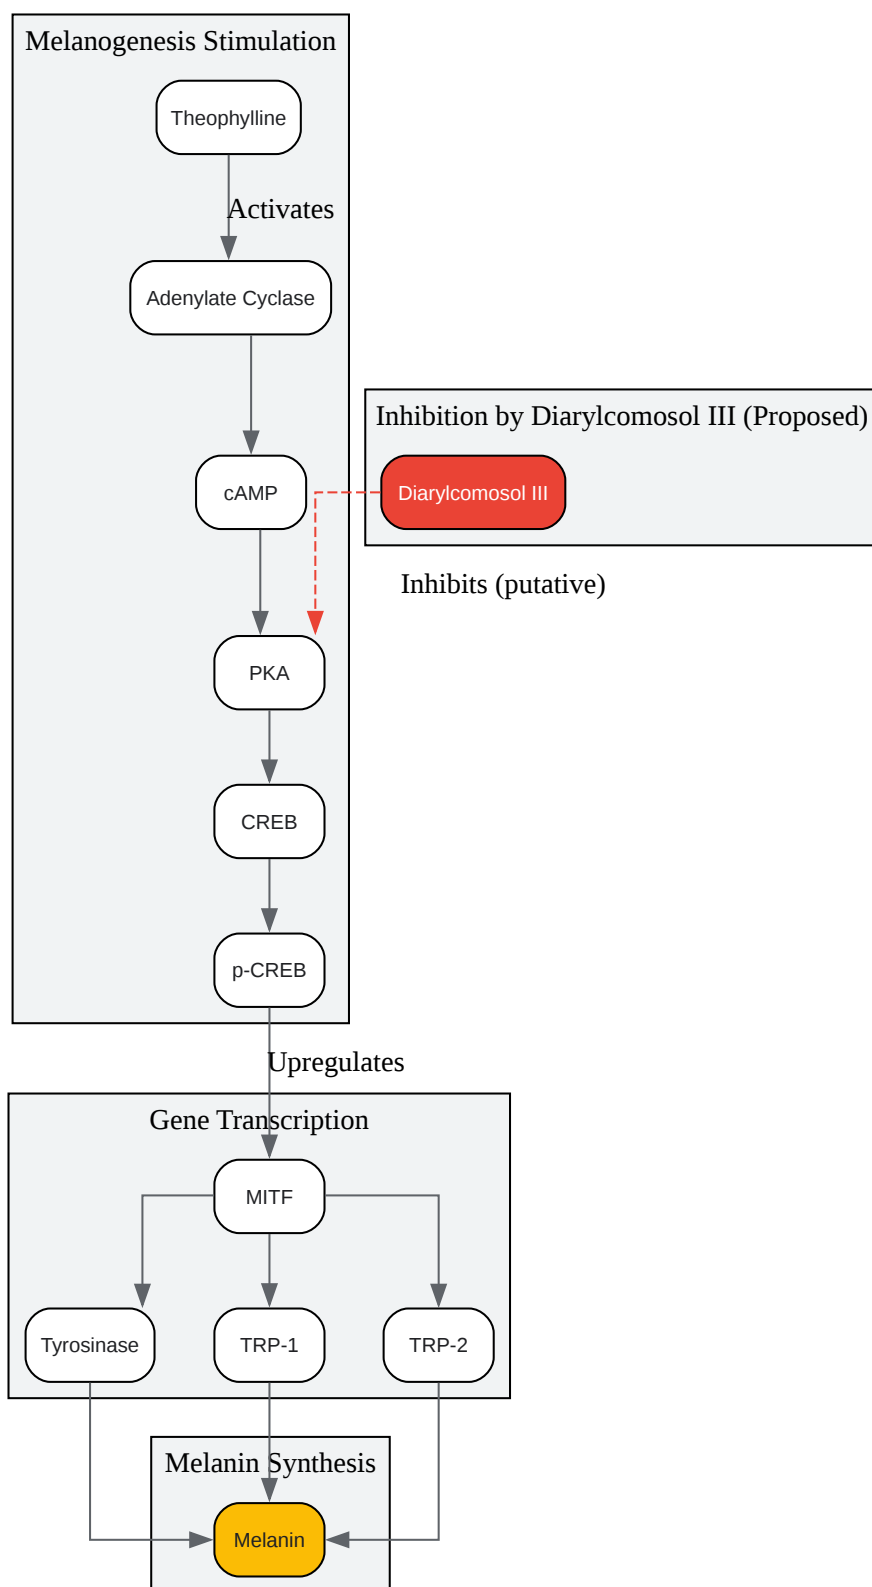 Melanogenesis Stimulation
Theophylline
Activates
Adenylate Cyclase
Inhibition by Diarylcomosol III (Proposed)
cAMP
Diarylcomosol III
Inhibits (putative)
PKA
CREB
p-CREB
Upregulates
Gene Transcription
MITF
Tyrosinase
TRP-1
TRP-2
Melanin Synthesis
Melanin